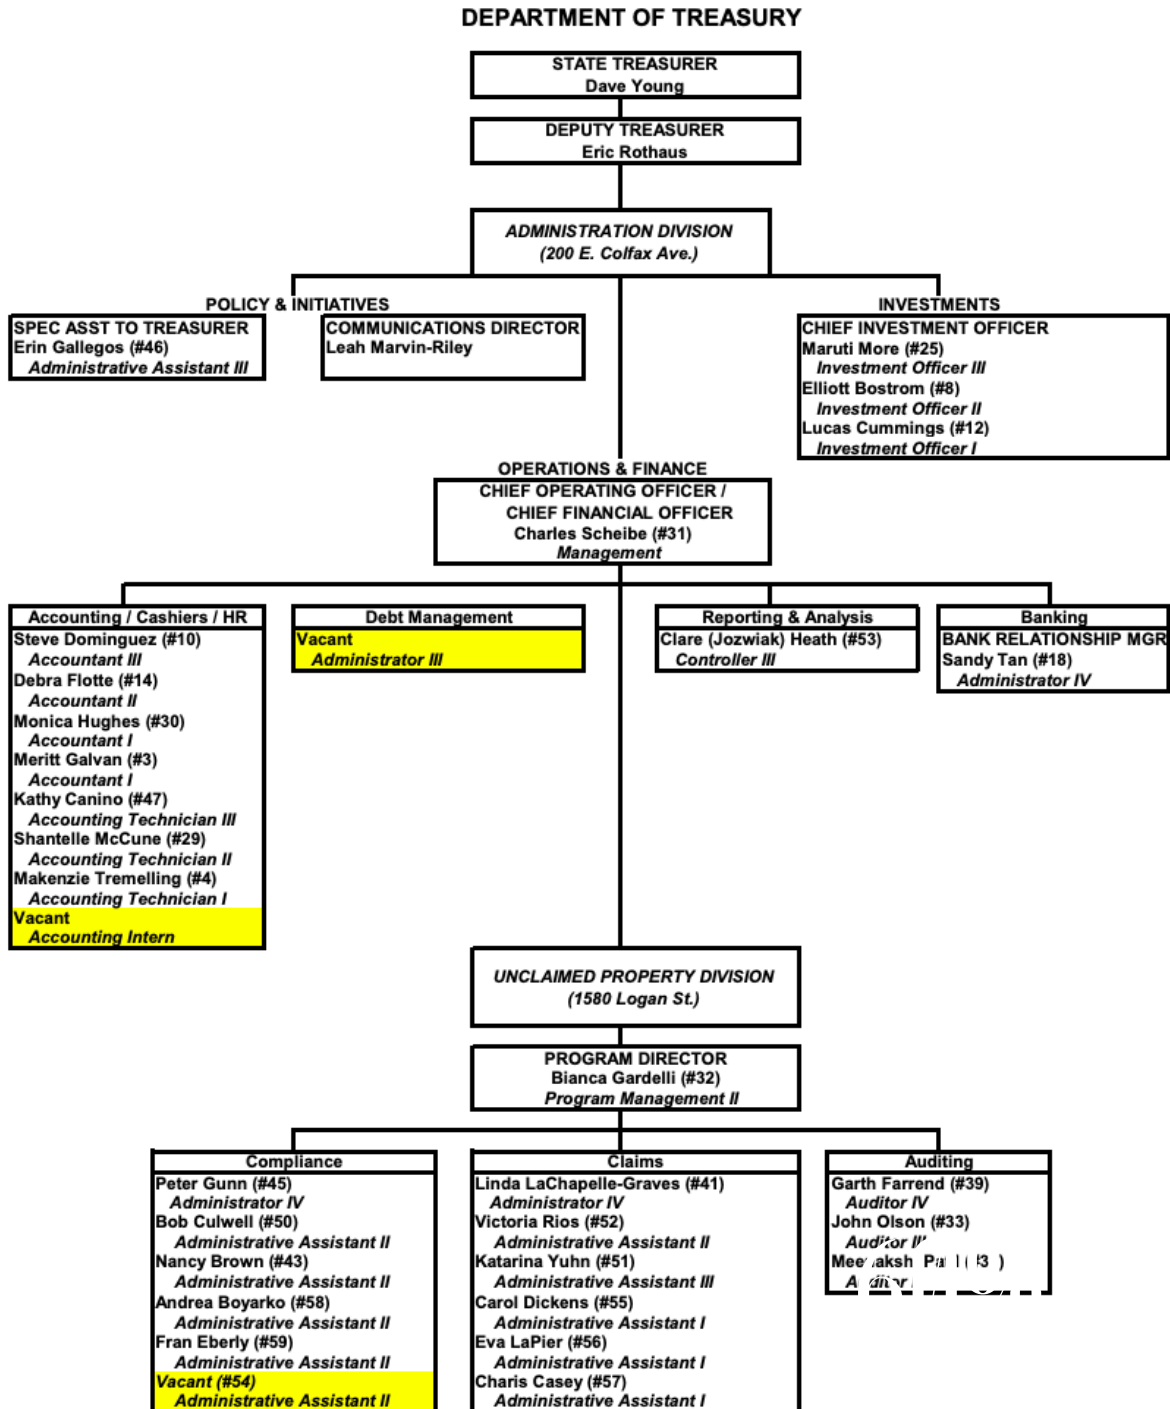 DEPARTMENT OF TREASURY
STATE TREASURER
Dave Young
DEPUTY TREASURER
Eric Rothaus
ADMINISTRATION DIVISION
(200 E. Colfax Ave.)
POLICY & INITIATIVES
SPEC ASST TO TREASURER
Erin Gallegos (#46)
Administrative Assistant III
COMMUNICATIONS DIRECTOR
Leah Marvin-Riley
INVESTMENTS
CHIEF INVESTMENT OFFICER
Maruti More (#25)
Investment Officer III
Elliott Bostrom (#8)
Investment Officer II
Lucas Cummings (#12)
Investment Officer I
OPERATIONS & FINANCE
CHIEF OPERATING OFFICER /
CHIEF FINANCIAL OFFICER
Charles Scheibe (#31)
Management
Accounting / Cashiers / HR
Steve Dominguez (#10)
Accountant III
Debra Flotte (#14)
Accountant II
Monica Hughes (#30)
Accountant I
Meritt Galvan (#3)
Accountant I
Kathy Canino (#47)
Accounting Technician III
Shantelle McCune (#29)
Accounting Technician II
Makenzie Tremelling (#4)
Accounting Technician I
Vacant
Accounting Intern
Debt Management
Vacant
Administrator III
Reporting & Analysis
Clare (Jozwiak) Heath (#53)
Controller III
Banking
BANK RELATIONSHIP MGR
Sandy Tan (#18)
Administrator IV
UNCLAIMED PROPERTY DIVISION
(1580 Logan St.)
PROGRAM DIRECTOR
Bianca Gardelli (#32)
Program Management II
Compliance
Peter Gunn (#45)
Administrator IV
Bob Culwell (#50)
Administrative Assistant II
Nancy Brown (#43)
Administrative Assistant II
Andrea Boyarko (#58)
Administrative Assistant II
Fran Eberly (#59)
Administrative Assistant II
Vacant (#54)
Administrative Assistant II
Claims
Linda LaChapelle-Graves (#41)
Administrator IV
Victoria Rios (#52)
Administrative Assistant II
Katarina Yuhn (#51)
Administrative Assistant III
Carol Dickens (#55)
Administrative Assistant I
Eva LaPier (#56)
Administrative Assistant I
Charis Casey (#57)
Administrative Assistant I
Auditing
Garth Farrend (#39)
Auditor IV
John Olson (#33)
Auditor
Auditor